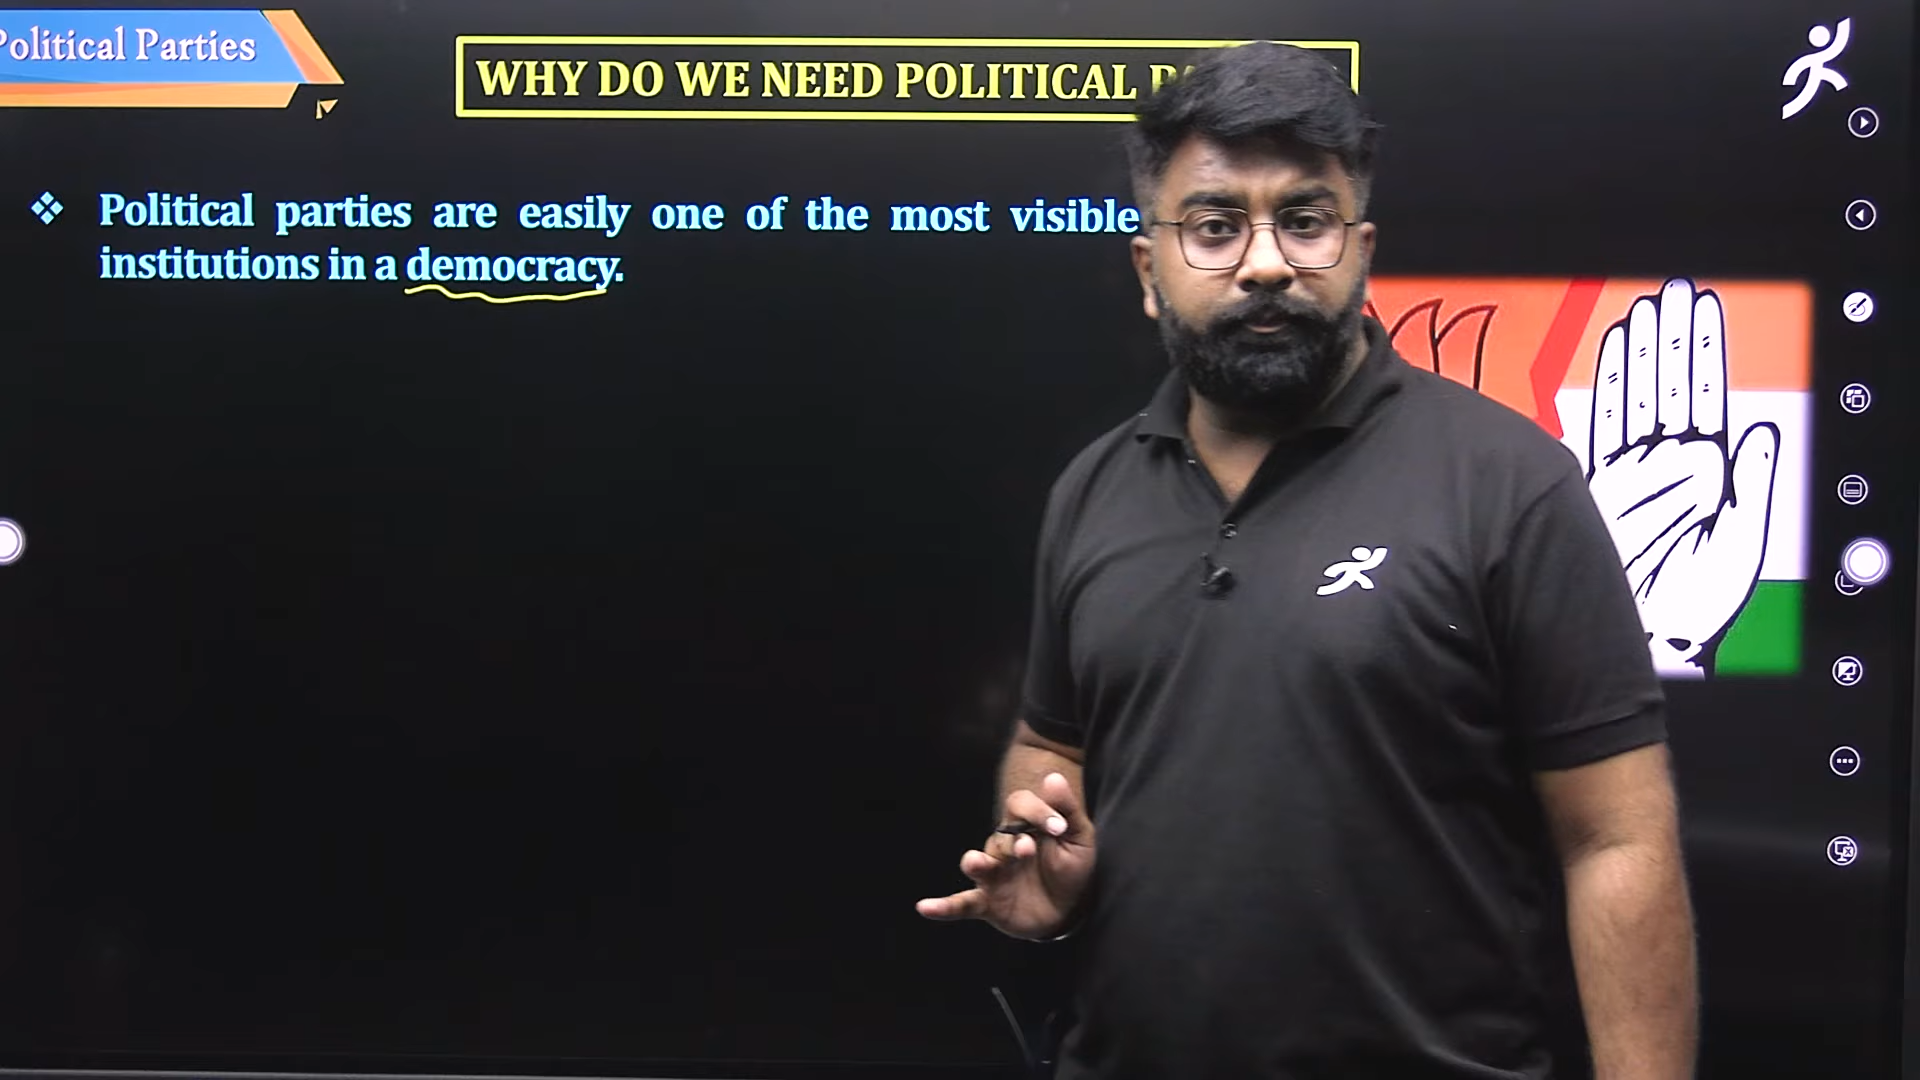 Political Parties
WHY DO WE NEED POLITICAL
Political parties are easily one of the most visible
institutions in a democracy.